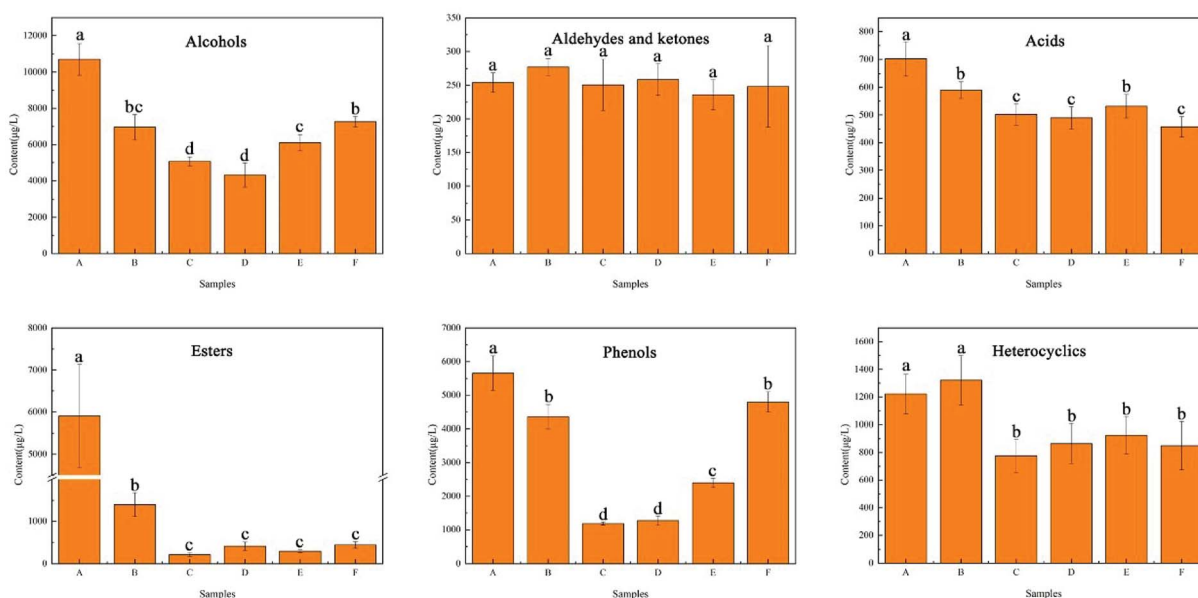 Alcohols
Content(μg/L)
12000
10000
8000
6000
4000
2000
0
a
bc
d
d
c
b
A B C D E F
Samples
Aldehydes and ketones
Content(μg/L)
350
300
250
200
150
100
50
0
a
a
a
a
a
a
A B C D E F
Samples
Acids
Content(μg/L)
800
700
600
500
400
300
200
100
0
a
b
c
c
b
c
A B C D E F
Samples
Esters
Content(μg/L)
8000
7000
6000
5000
1000
0
a
b
c
c
c
c
A B C D E F
Samples
Phenols
Content(μg/L)
7000
6000
5000
4000
3000
2000
1000
0
a
b
d
d
c
b
A B C D E F
Samples
Heterocyclics
Content(μg/L)
1600
1400
1200
1000
800
600
400
200
0
a
a
b
b
b
b
A B C D E F
Samples